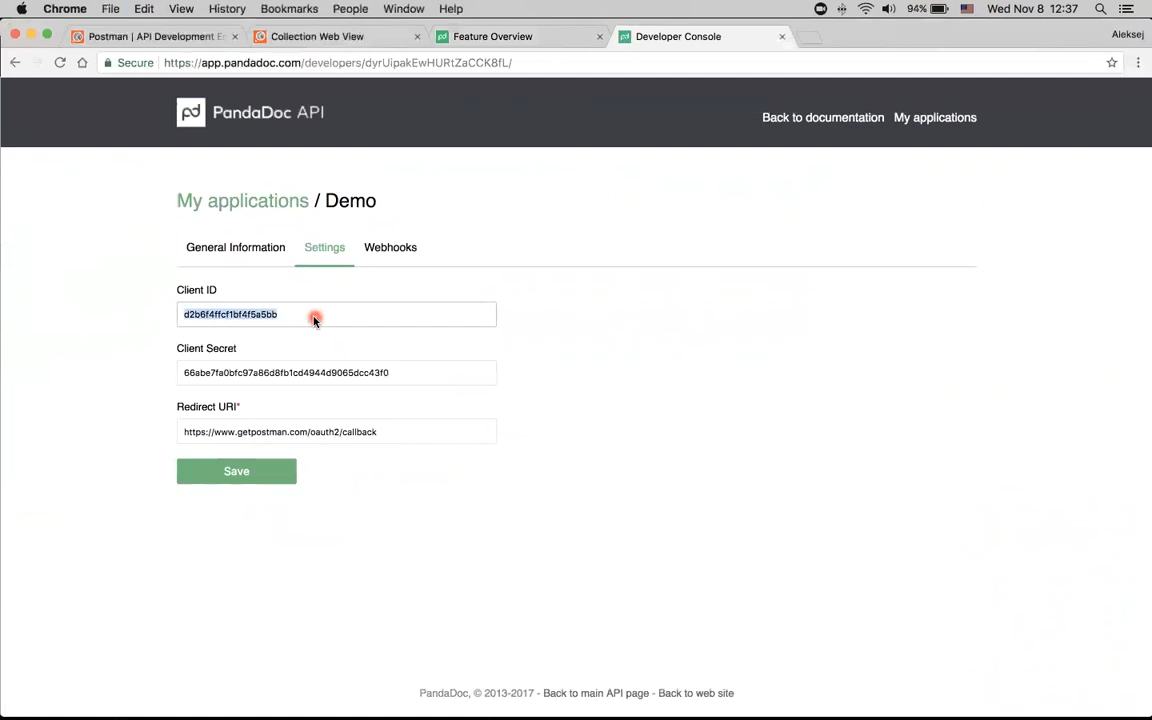 Chrome File Edit View History Bookmarks People Window Help 94% Wed Nov 8 12:37
Postman | API Development E Collection Web View Feature Overview Developer Console Aleksej
Secure https://app.pandadoc.com/developers/dyrUipakEwHURtZaCCK8fL/
pd PandaDoc API
Back to documentation My applications
My applications / Demo
General Information Settings Webhooks
Client ID
d2b6f4ffcf1bf4f5a5bb
Client Secret
66abe7fa0bfc97a86d8fb1cd4944d9065dcc43f0
Redirect URI*
https://www.getpostman.com/oauth2/callback
Save
PandaDoc, © 2013-2017 - Back to main API page - Back to web site